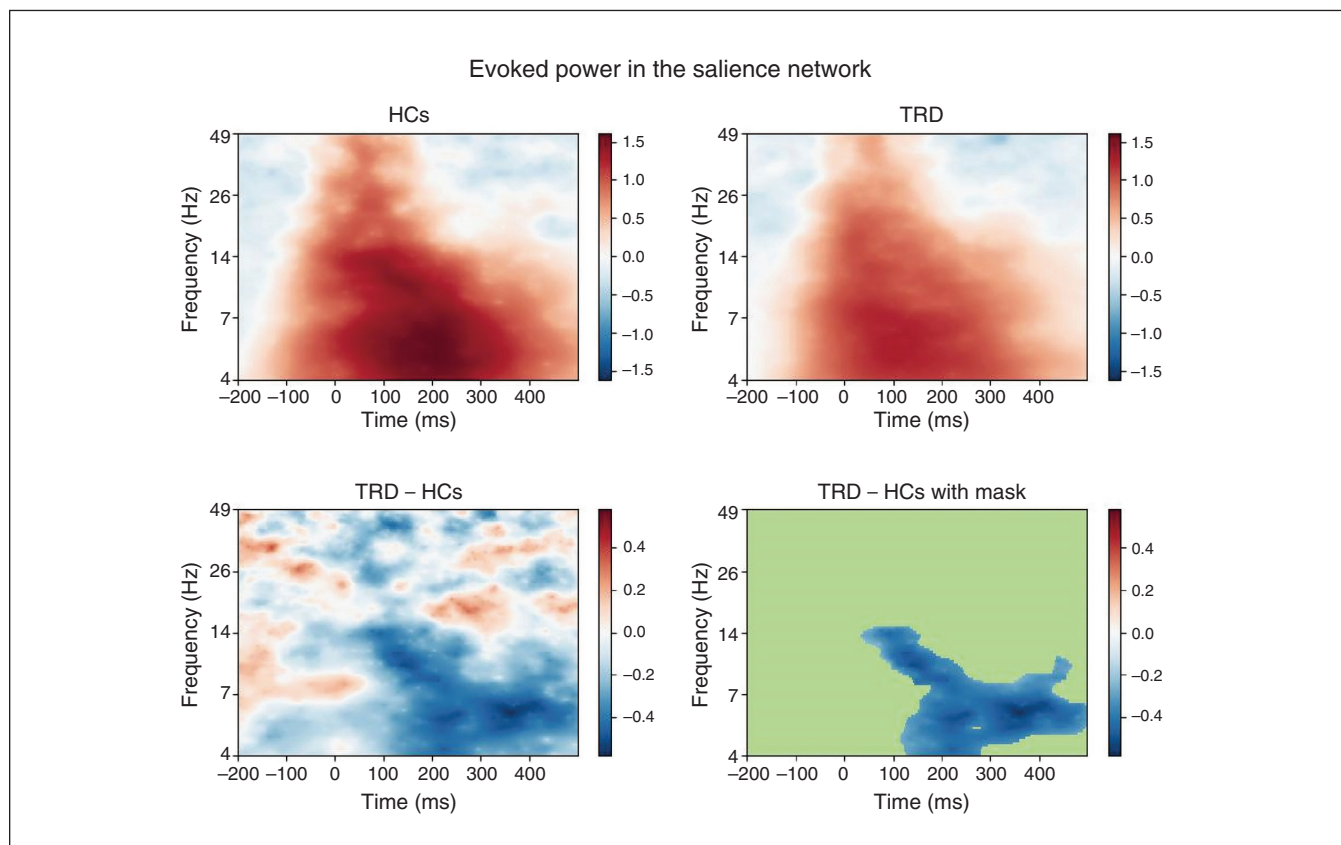 Evoked power in the salience network
HCs
49
26
14
7
4
Frequency (Hz)
−200 −100 0 100 200 300 400
Time (ms)
1.5
1.0
0.5
0.0
−0.5
−1.0
−1.5
TRD
49
26
14
7
4
Frequency (Hz)
−200 −100 0 100 200 300 400
Time (ms)
1.5
1.0
0.5
0.0
−0.5
−1.0
−1.5
TRD – HCs
49
26
14
7
4
Frequency (Hz)
−200 −100 0 100 200 300 400
Time (ms)
0.4
0.2
0.0
−0.2
−0.4
TRD – HCs with mask
49
26
14
7
4
Frequency (Hz)
−200 −100 0 100 200 300 400
Time (ms)
0.4
0.2
0.0
−0.2
−0.4